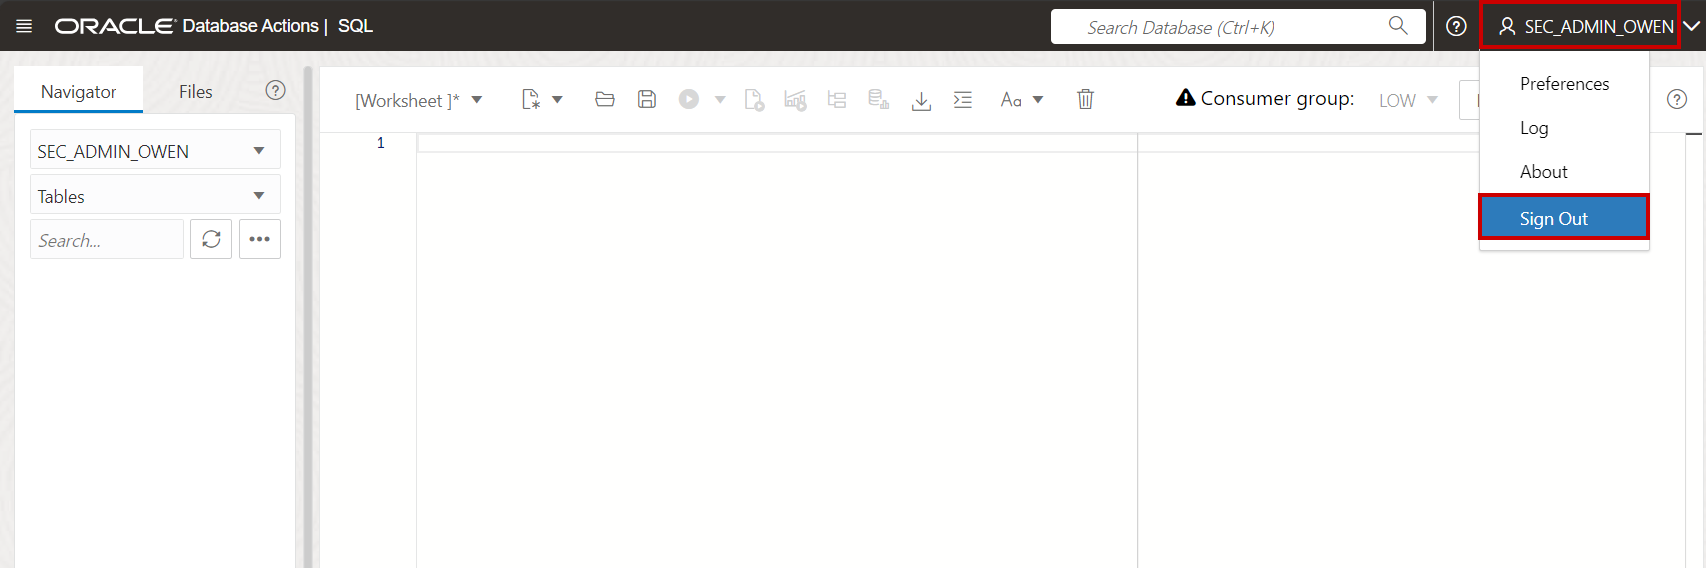 ORACLE® Database Actions | SQL
Search Database (Ctrl+K)
SEC_ADMIN_OWEN
Navigator
Files
[Worksheet ]*
Aa
Consumer group:
LOW
Preferences
Log
About
Sign Out
SEC_ADMIN_OWEN
Tables
Search...
1